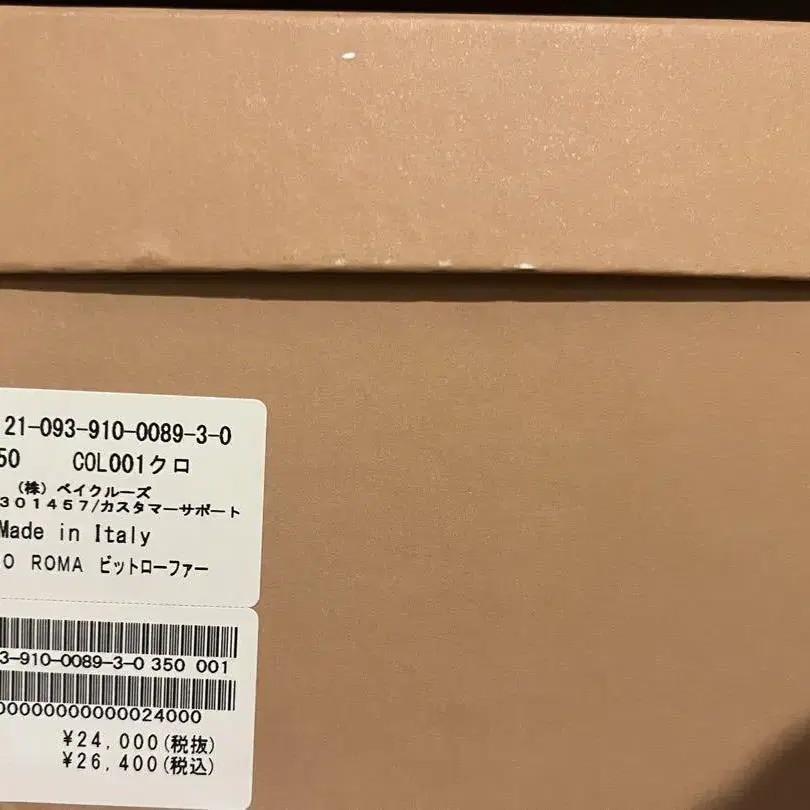 21-093-910-0089-3-0
50 COL001クロ
(株)ベイクルーズ
301457/カスタマーサポート
Made in Italy
O ROMA ビットローファー
3-910-0089-3-0 350 001
00000000000024000
¥24,000(税抜)
¥26,400(税込)